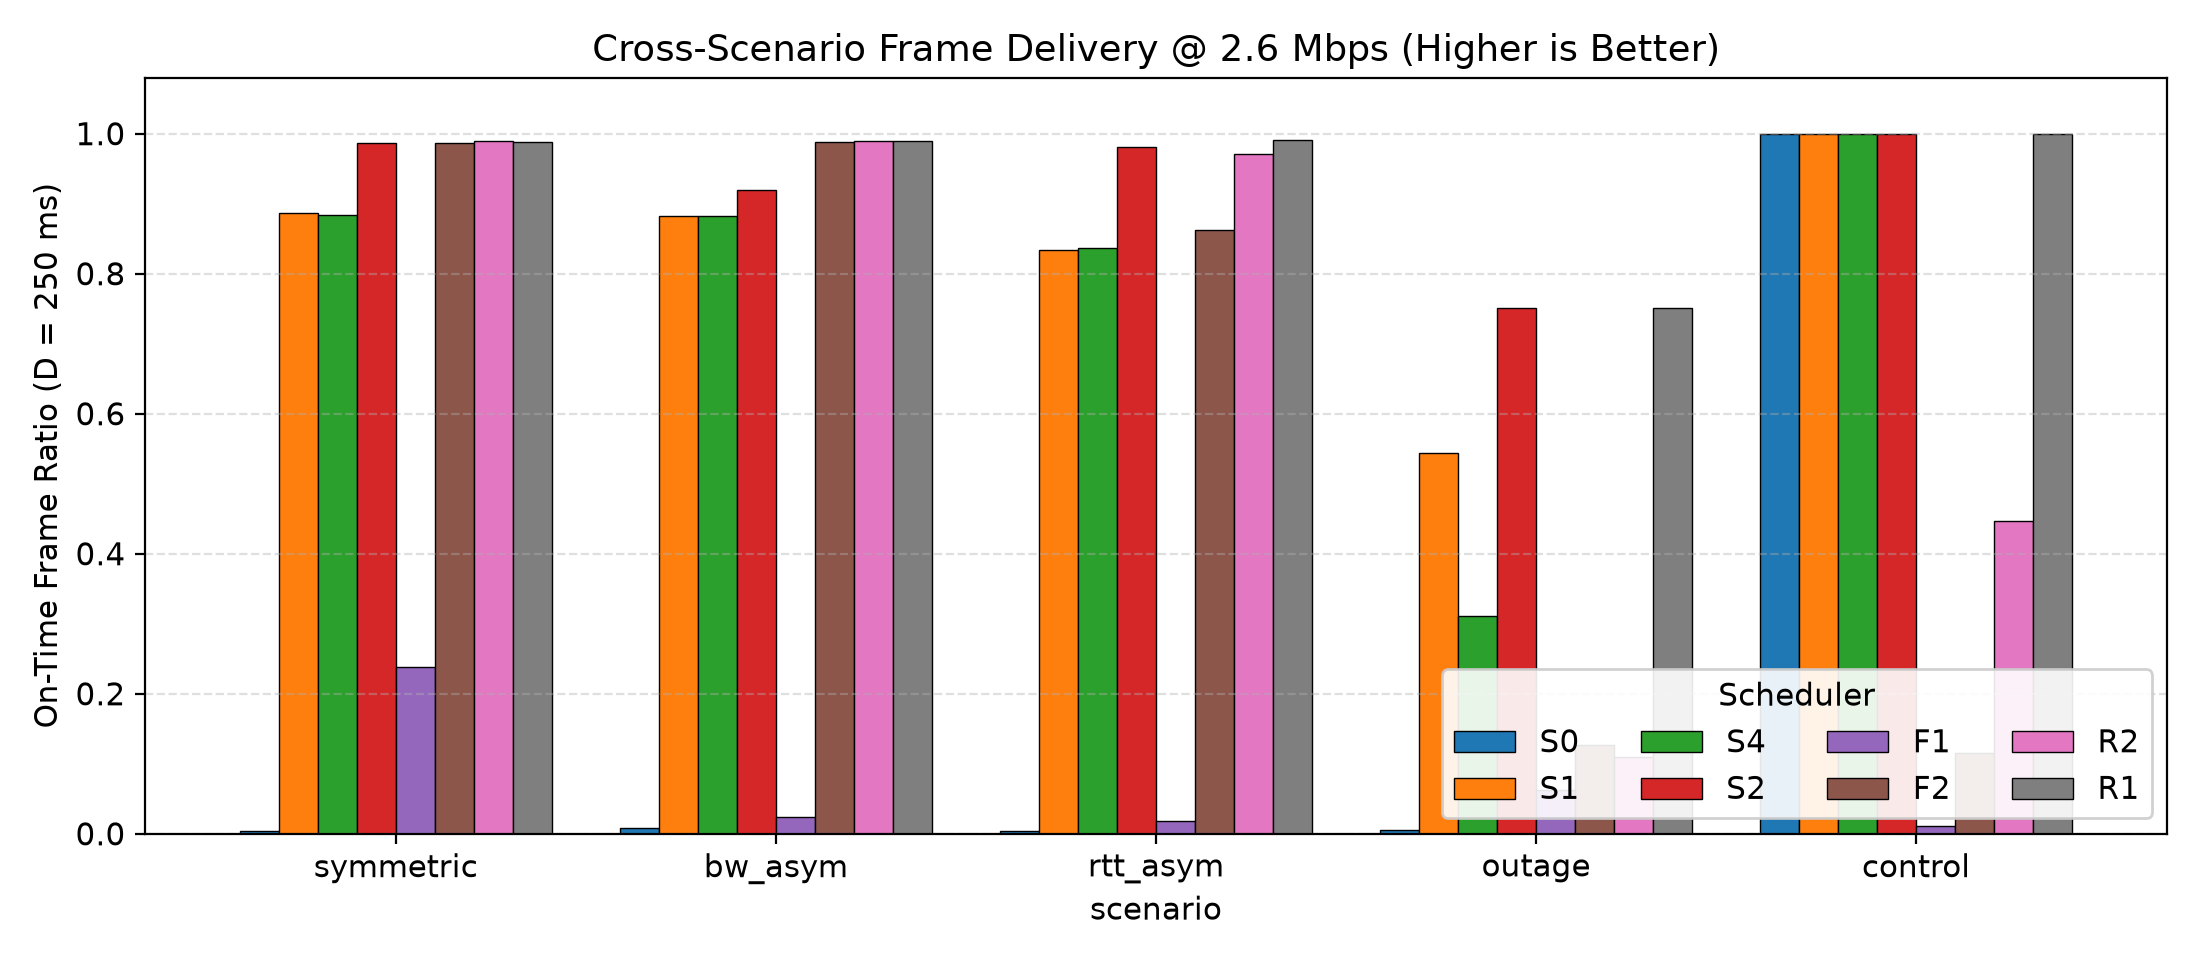 Cross-Scenario Frame Delivery @ 2.6 Mbps (Higher is Better)
On-Time Frame Ratio (D = 250 ms)
1.0
0.8
0.6
0.4
0.2
0.0
symmetric bw_asym rtt_asym outage control
scenario
Scheduler
S0 S4 F1 R2
S1 S2 F2 R1